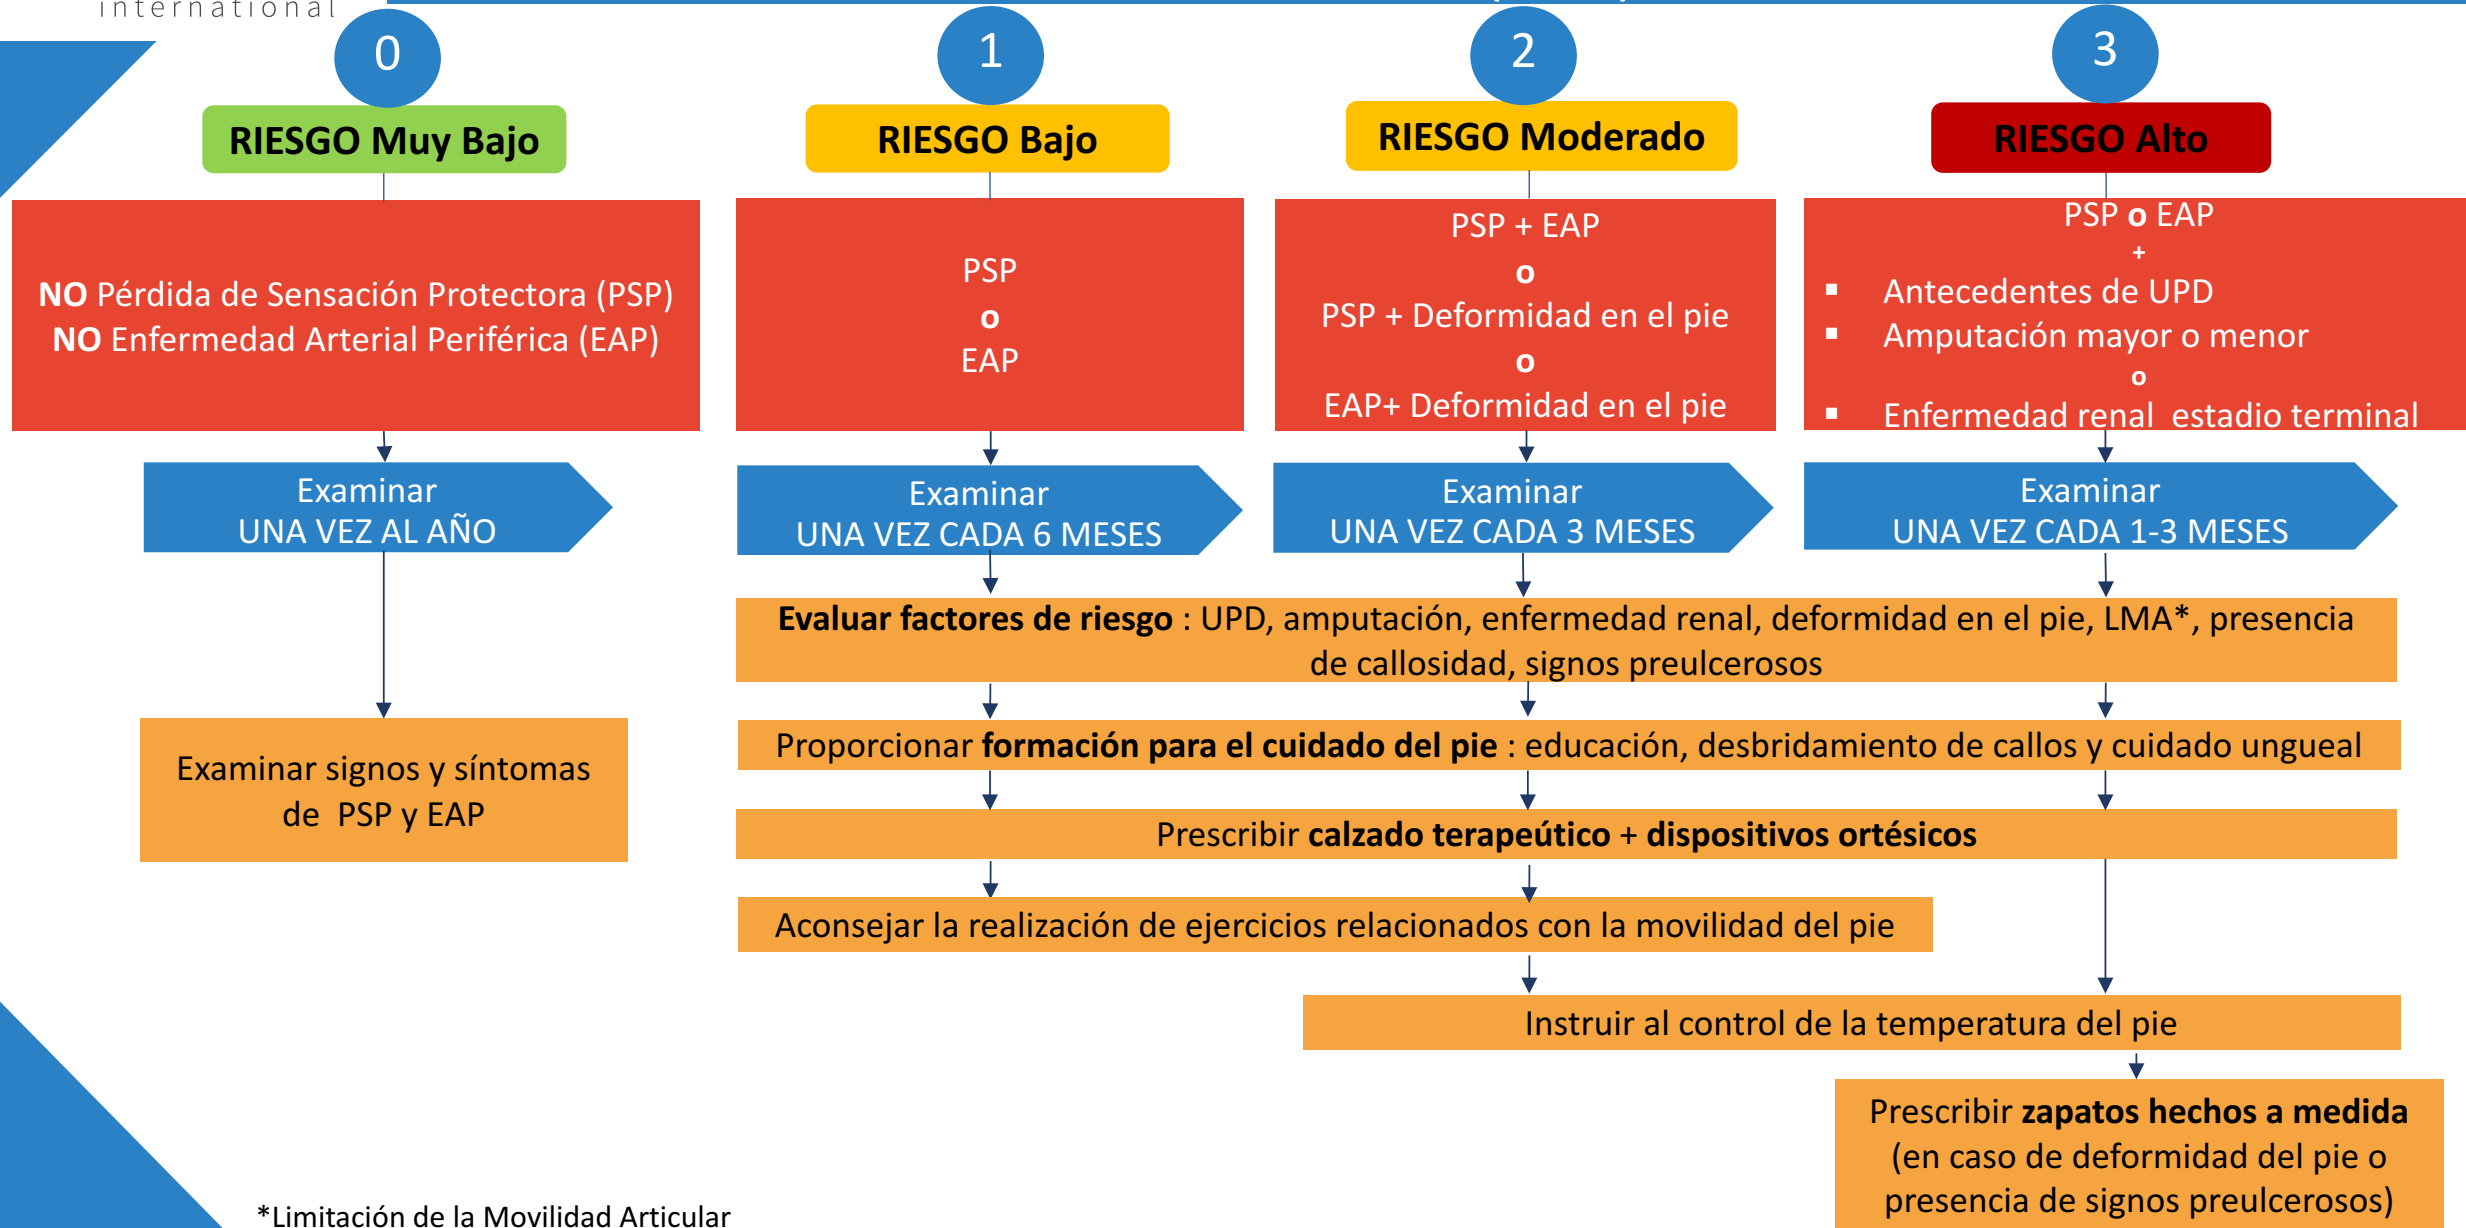 international
0
RIESGO Muy Bajo
NO Pérdida de Sensación Protectora (PSP)
NO Enfermedad Arterial Periférica (EAP)
Examinar
UNA VEZ AL AÑO
Examinar signos y síntomas
de PSP y EAP
1
RIESGO Bajo
PSP
o
EAP
Examinar
UNA VEZ CADA 6 MESES
2
RIESGO Moderado
PSP + EAP
o
PSP + Deformidad en el pie
o
EAP+ Deformidad en el pie
Examinar
UNA VEZ CADA 3 MESES
3
RIESGO Alto
PSP o EAP
+
▪ Antecedentes de UPD
▪ Amputación mayor o menor
o
▪ Enfermedad renal estadio terminal
Examinar
UNA VEZ CADA 1-3 MESES
Evaluar factores de riesgo : UPD, amputación, enfermedad renal, deformidad en el pie, LMA*, presencia
de callosidad, signos preulcerosos
Proporcionar formación para el cuidado del pie : educación, desbridamiento de callos y cuidado ungueal
Prescribir calzado terapeútico + dispositivos ortésicos
Aconsejar la realización de ejercicios relacionados con la movilidad del pie
Instruir al control de la temperatura del pie
Prescribir zapatos hechos a medida
(en caso de deformidad del pie o
presencia de signos preulcerosos)
*Limitación de la Movilidad Articular